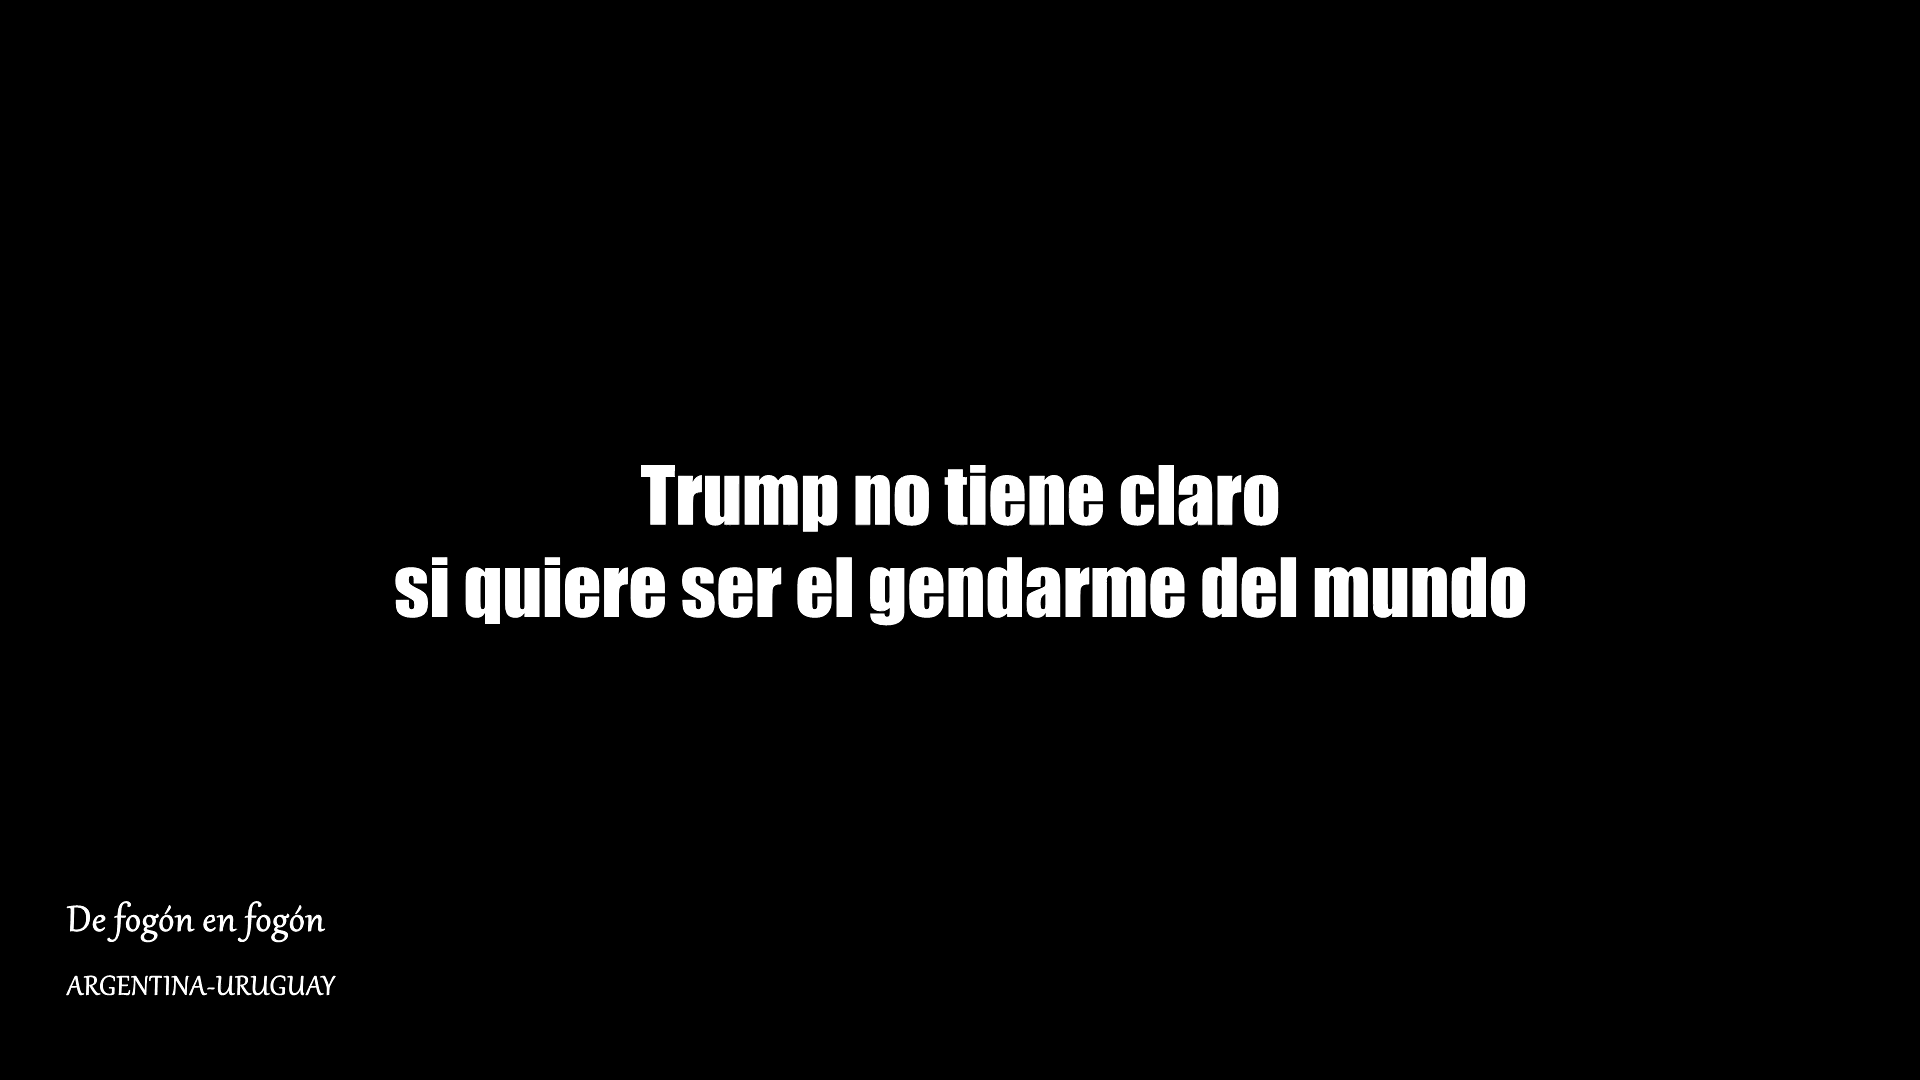 Trump no tiene claro
si quiere ser el gendarme del mundo
De fogón en fogón
ARGENTINA-URUGUAY